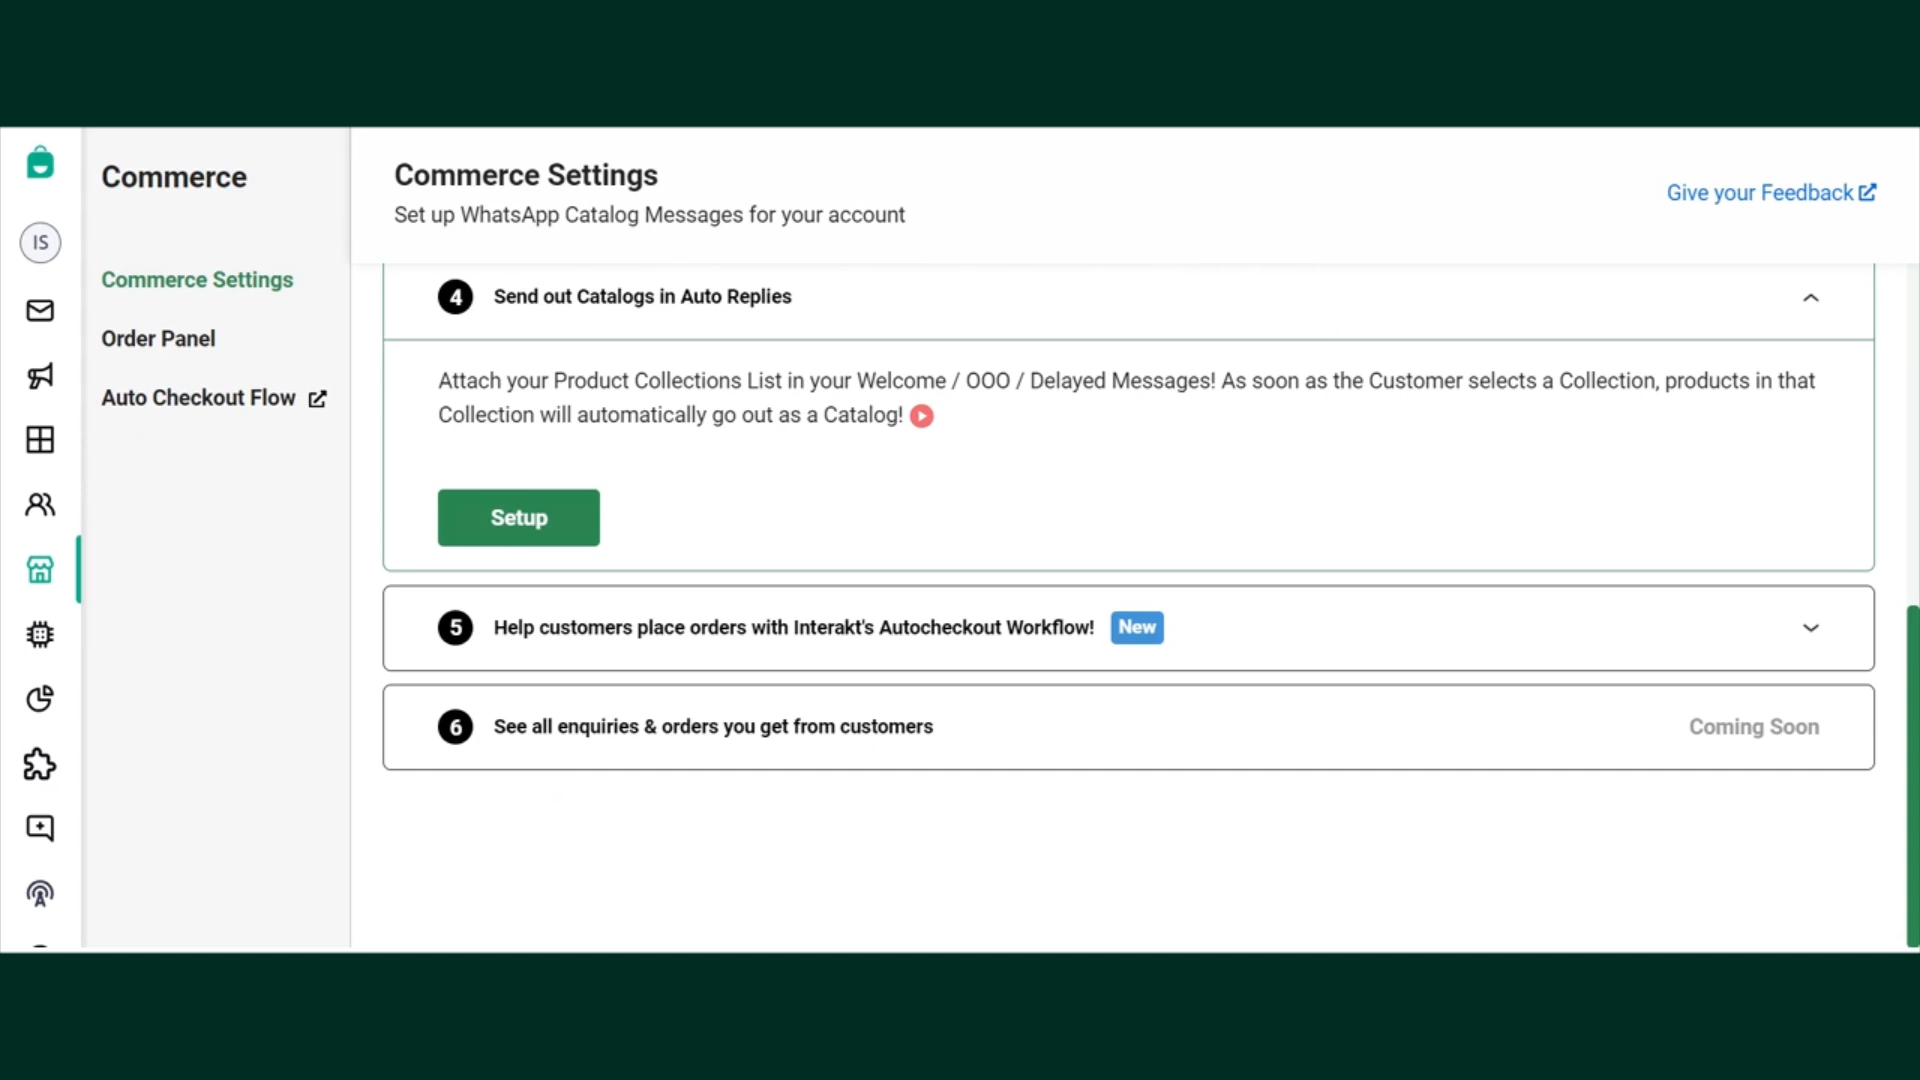 Commerce
IS
Commerce Settings
Order Panel
Auto Checkout Flow
Commerce Settings
Set up WhatsApp Catalog Messages for your account
Give your Feedback
4 Send out Catalogs in Auto Replies
Attach your Product Collections List in your Welcome / OOO / Delayed Messages! As soon as the Customer selects a Collection, products in that
Collection will automatically go out as a Catalog!
Setup
5 Help customers place orders with Interakt's Autocheckout Workflow! New
6 See all enquiries & orders you get from customers Coming Soon